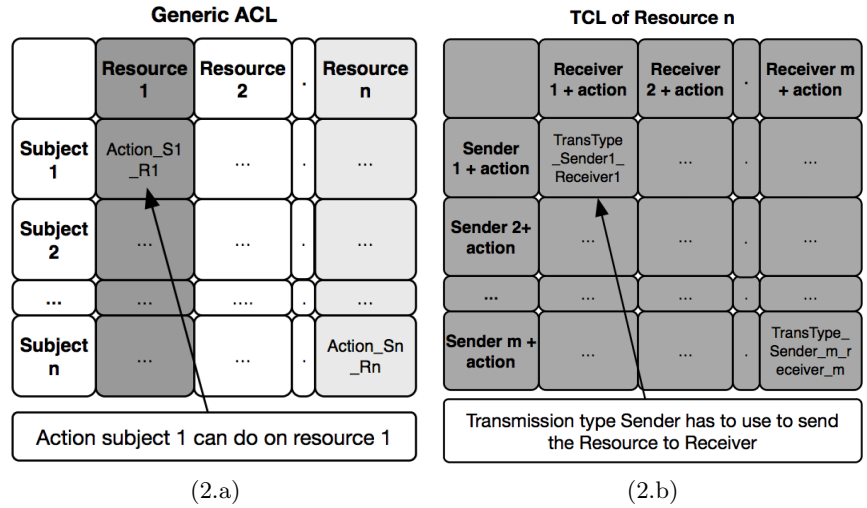 Generic ACL
Resource 1
Resource 2
.
Resource n
Subject 1
Action_S1
_R1
...
.
...
Subject 2
...
...
.
...
...
...
....
.
...
Subject n
...
...
.
Action_Sn
_Rn
Action subject 1 can do on resource 1
(2.a)
TCL of Resource n
Receiver
1 + action
Receiver
2 + action
.
Receiver m
+ action
Sender
1 + action
TransType
_Sender1_
Receiver1
...
.
...
Sender 2+
action
...
...
.
...
...
...
...
.
...
Sender m +
action
...
...
.
TransType_
Sender_m_r
eceiver_m
Transmission type Sender has to use to send
the Resource to Receiver
(2.b)